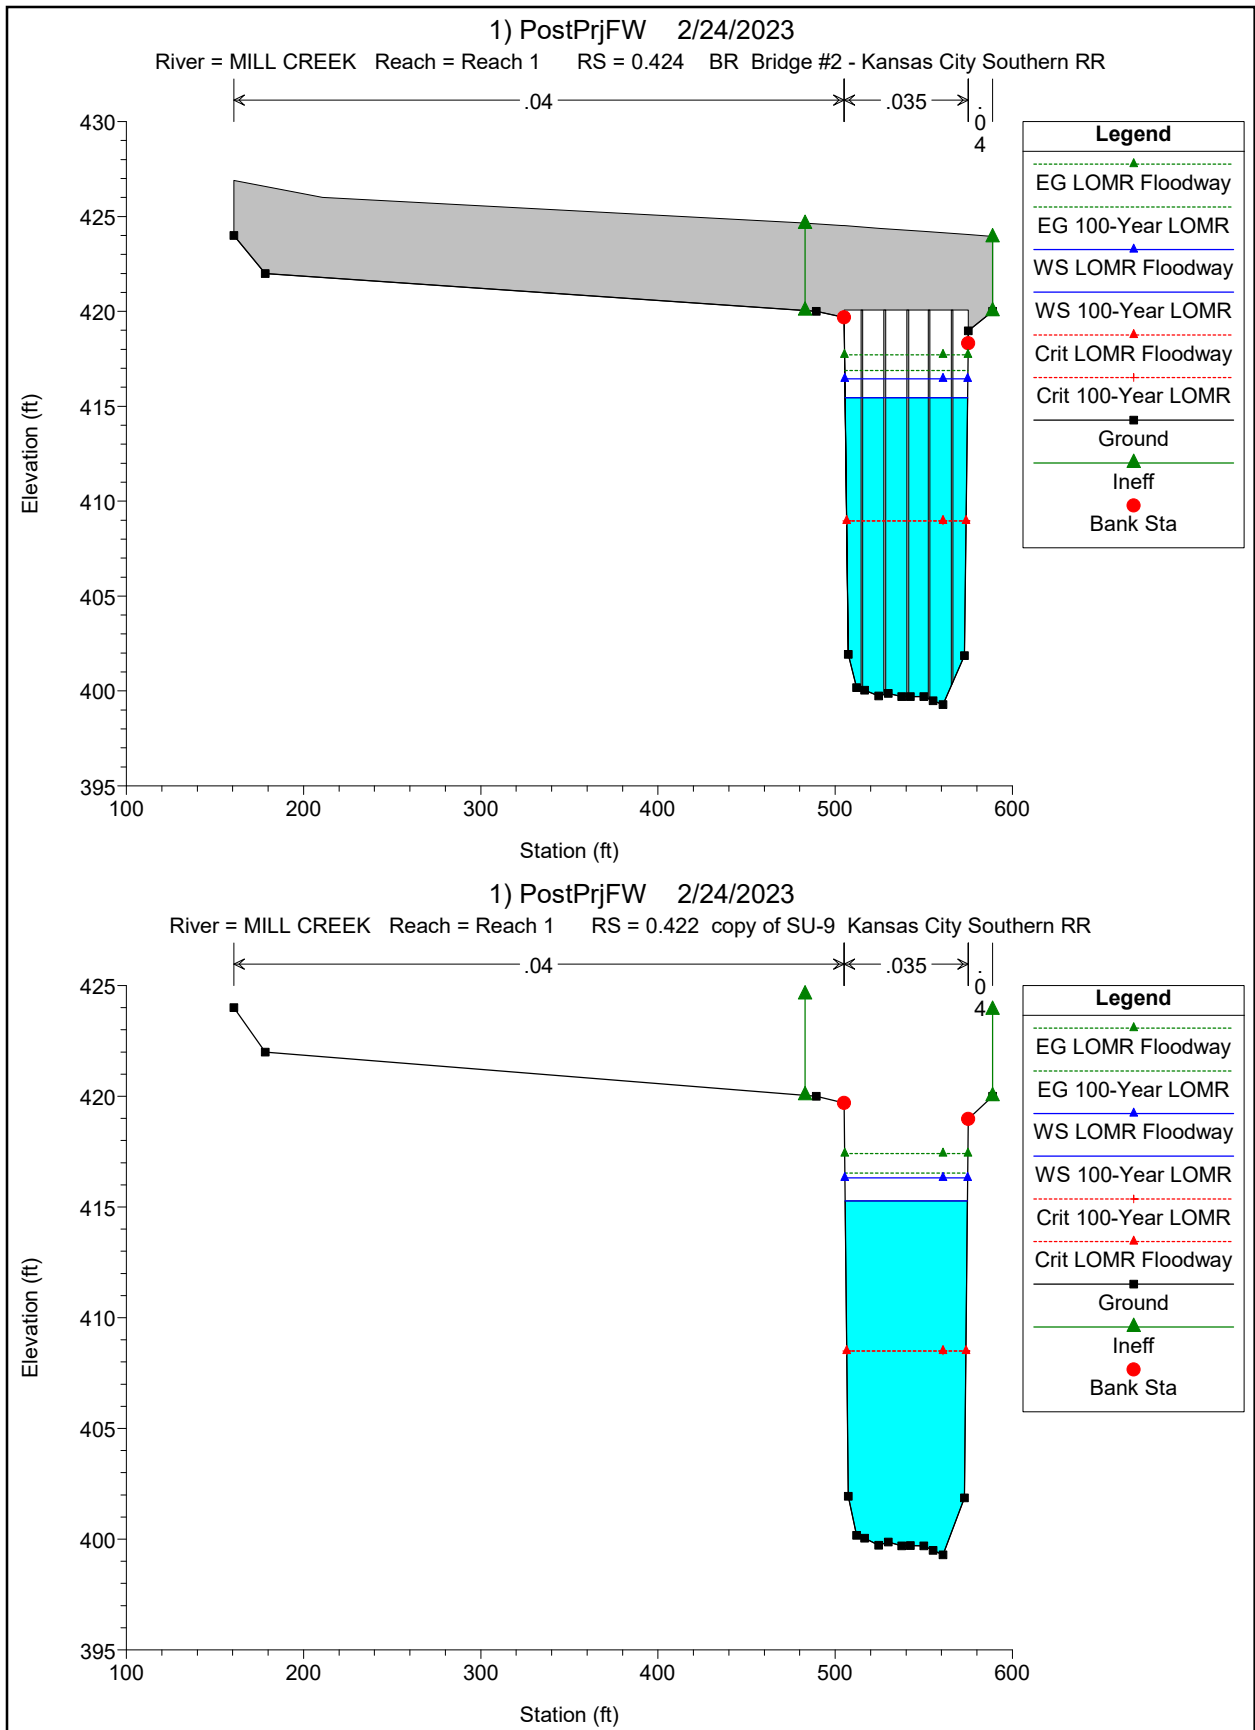 1) PostPrjFW 2/24/2023
River = MILL CREEK Reach = Reach 1 RS = 0.424 BR Bridge #2 - Kansas City Southern RR
.04
.035
.04
430
425
420
415
410
405
400
395
Elevation (ft)
100 200 300 400 500 600
Station (ft)
Legend
EG LOMR Floodway
EG 100-Year LOMR
WS LOMR Floodway
WS 100-Year LOMR
Crit LOMR Floodway
Crit 100-Year LOMR
Ground
Ineff
Bank Sta
1) PostPrjFW 2/24/2023
River = MILL CREEK Reach = Reach 1 RS = 0.422 copy of SU-9 Kansas City Southern RR
.04
.035
.04
425
420
415
410
405
400
395
Elevation (ft)
100 200 300 400 500 600
Station (ft)
Legend
EG LOMR Floodway
EG 100-Year LOMR
WS LOMR Floodway
WS 100-Year LOMR
Crit 100-Year LOMR
Crit LOMR Floodway
Ground
Ineff
Bank Sta